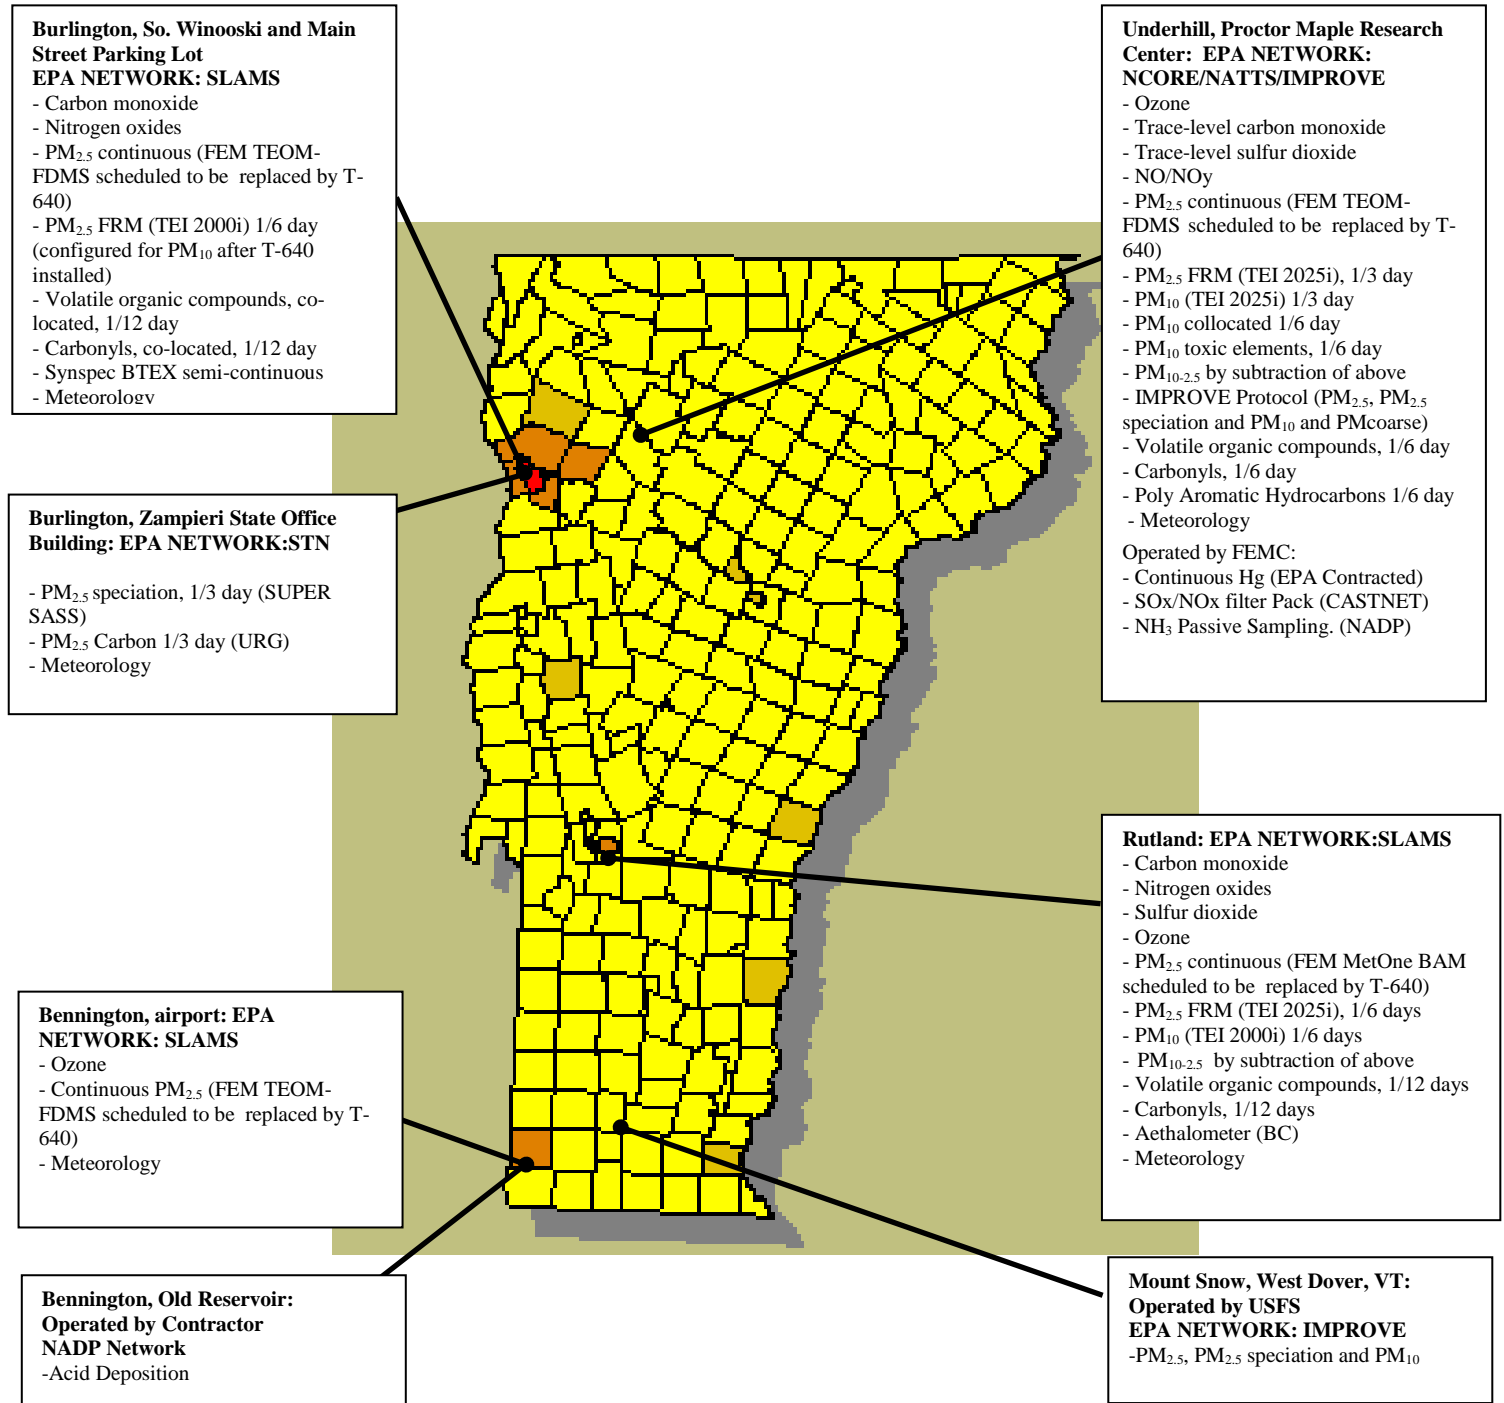 Burlington, So. Winooski and Main
Street Parking Lot
EPA NETWORK: SLAMS
- Carbon monoxide
- Nitrogen oxides
- PM2.5 continuous (FEM TEOM-
FDMS scheduled to be replaced by T-
640)
- PM2.5 FRM (TEI 2000i) 1/6 day
(configured for PM10 after T-640
installed)
- Volatile organic compounds, co-
located, 1/12 day
- Carbonyls, co-located, 1/12 day
- Synspec BTEX semi-continuous
- Meteorology
Burlington, Zampieri State Office
Building: EPA NETWORK:STN
- PM2.5 speciation, 1/3 day (SUPER
SASS)
- PM2.5 Carbon 1/3 day (URG)
- Meteorology
Bennington, airport: EPA
NETWORK: SLAMS
- Ozone
- Continuous PM2.5 (FEM TEOM-
FDMS scheduled to be replaced by T-
640)
- Meteorology
Bennington, Old Reservoir:
Operated by Contractor
NADP Network
-Acid Deposition
Underhill, Proctor Maple Research
Center: EPA NETWORK:
NCORE/NATTS/IMPROVE
- Ozone
- Trace-level carbon monoxide
- Trace-level sulfur dioxide
- NO/NOy
- PM2.5 continuous (FEM TEOM-
FDMS scheduled to be replaced by T-
640)
- PM2.5 FRM (TEI 2025i), 1/3 day
- PM10 (TEI 2025i) 1/3 day
- PM10 collocated 1/6 day
- PM10 toxic elements, 1/6 day
- PM10-2.5 by subtraction of above
- IMPROVE Protocol (PM2.5, PM2.5
speciation and PM10 and PMcoarse)
- Volatile organic compounds, 1/6 day
- Carbonyls, 1/6 day
- Poly Aromatic Hydrocarbons 1/6 day
- Meteorology
Operated by FEMC:
- Continuous Hg (EPA Contracted)
- SOx/NOx filter Pack (CASTNET)
- NH3 Passive Sampling. (NADP)
Rutland: EPA NETWORK:SLAMS
- Carbon monoxide
- Nitrogen oxides
- Sulfur dioxide
- Ozone
- PM2.5 continuous (FEM MetOne BAM
scheduled to be replaced by T-640)
- PM2.5 FRM (TEI 2025i), 1/6 days
- PM10 (TEI 2000i) 1/6 days
- PM10-2.5 by subtraction of above
- Volatile organic compounds, 1/12 days
- Carbonyls, 1/12 days
- Aethalometer (BC)
- Meteorology
Mount Snow, West Dover, VT:
Operated by USFS
EPA NETWORK: IMPROVE
-PM2.5, PM2.5 speciation and PM10